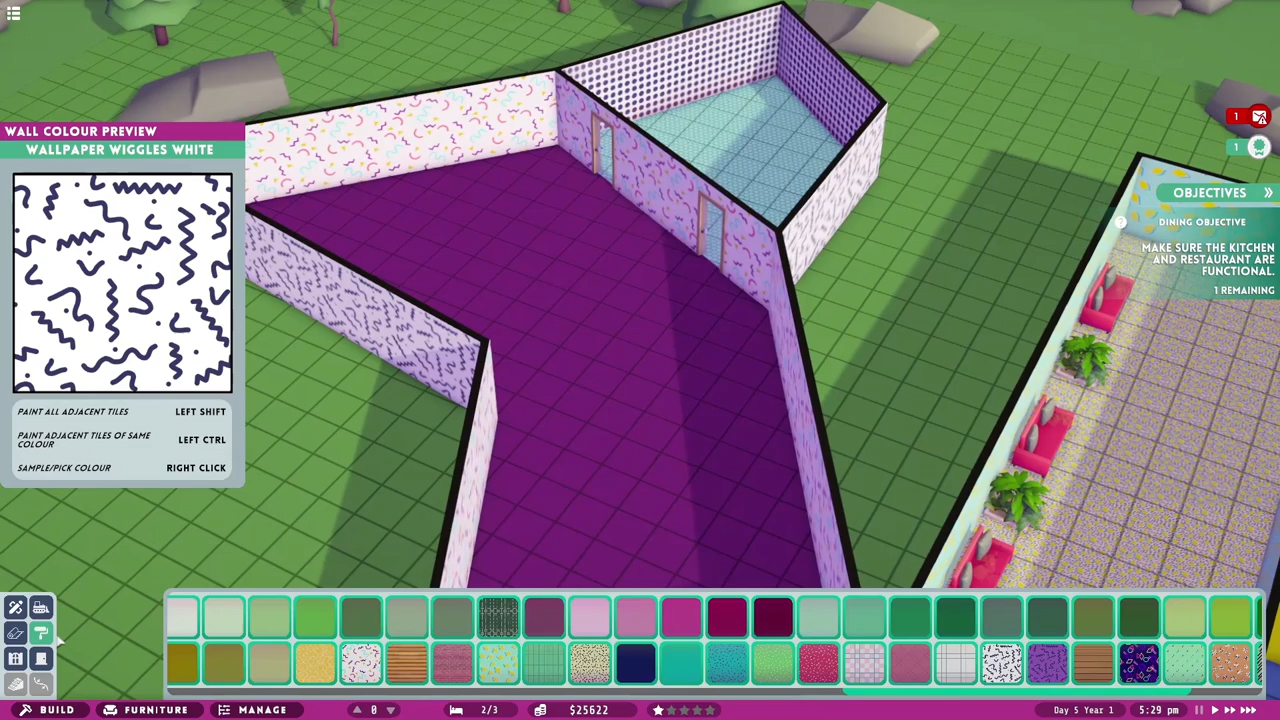 WALL COLOUR PREVIEW
WALLPAPER WIGGLES WHITE
PAINT ALL ADJACENT TILES LEFT SHIFT
PAINT ADJACENT TILES OF SAME
COLOUR LEFT CTRL
SAMPLE/PICK COLOUR RIGHT CLICK
1
1
OBJECTIVES
?
DINING OBJECTIVE
MAKE SURE THE KITCHEN
AND RESTAURANT ARE
FUNCTIONAL.
1 REMAINING
BUILD FURNITURE MANAGE 0 2/3 $25622 Day 5 Year 1 5:29 pm